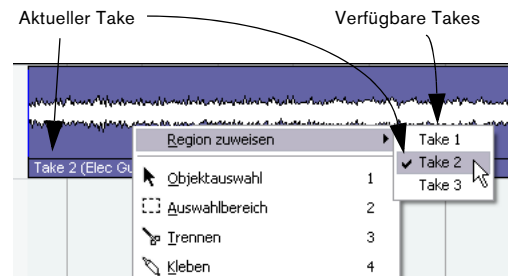 Aktueller Take
Verfügbare Takes
Region zuweisen
Take 1
Take 2
Take 3
Take 2 (Elec Gu
Objektauswahl 1
Auswahlbereich 2
Trennen 3
Kleben 4